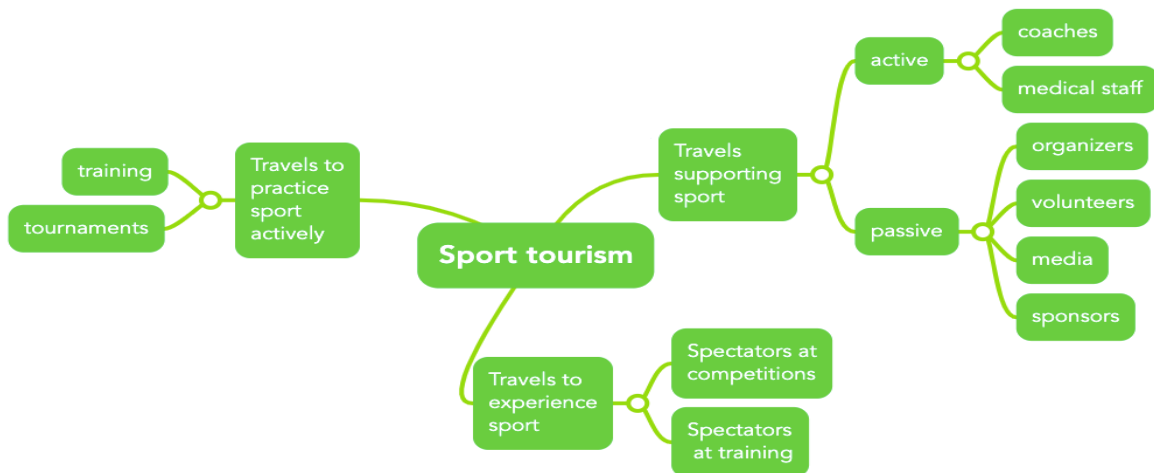 Sport tourism
Travels to
practice
sport
actively
training
tournaments
Travels
supporting
sport
active
coaches
medical staff
passive
organizers
volunteers
media
sponsors
Travels to
experience
sport
Spectators at
competitions
Spectators
at training